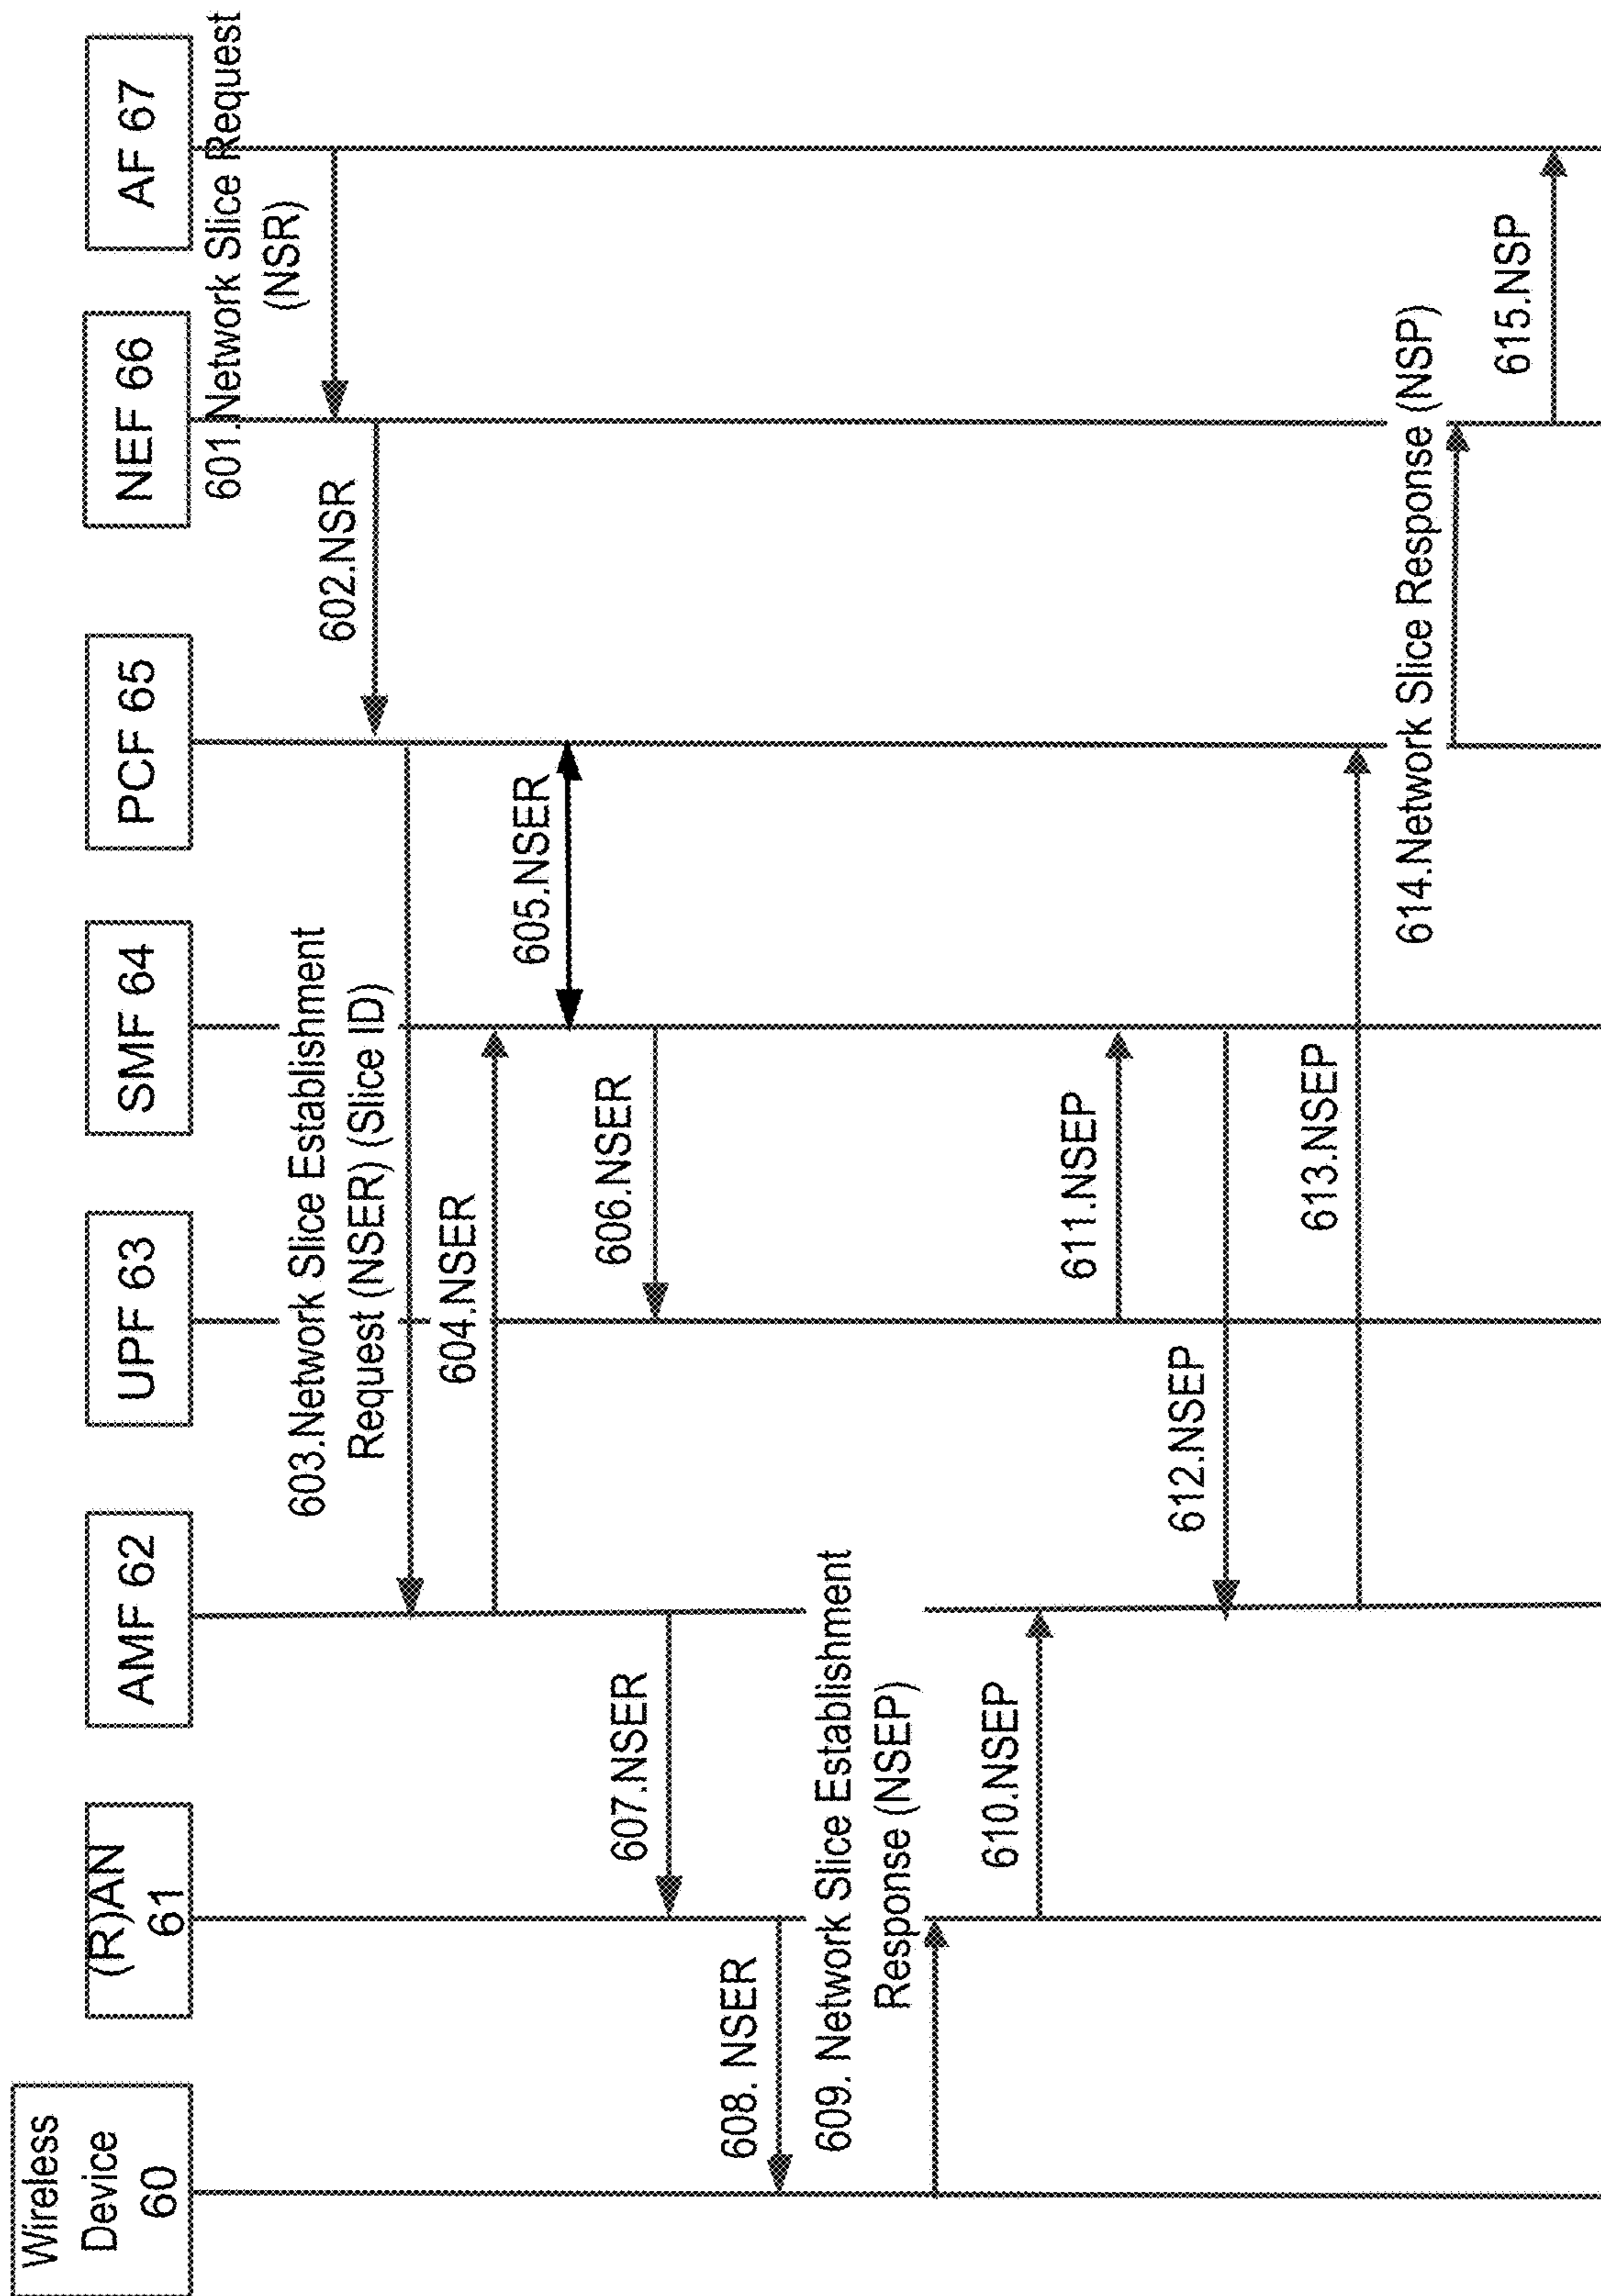 Wireless
Device
60
(R)AN
61
AMF 62
UPF 63
SMF 64
PCF 65
NEF 66
AF 67
601.Network Slice Request
(NSR)
602.NSR
603.Network Slice Establishment
Request (NSER) (Slice ID)
604.NSER
605.NSER
606.NSER
607.NSER
608. NSER
609. Network Slice Establishment
Response (NSEP)
610.NSEP
611.NSEP
612.NSEP
613.NSEP
614.Network Slice Response (NSP)
615.NSP